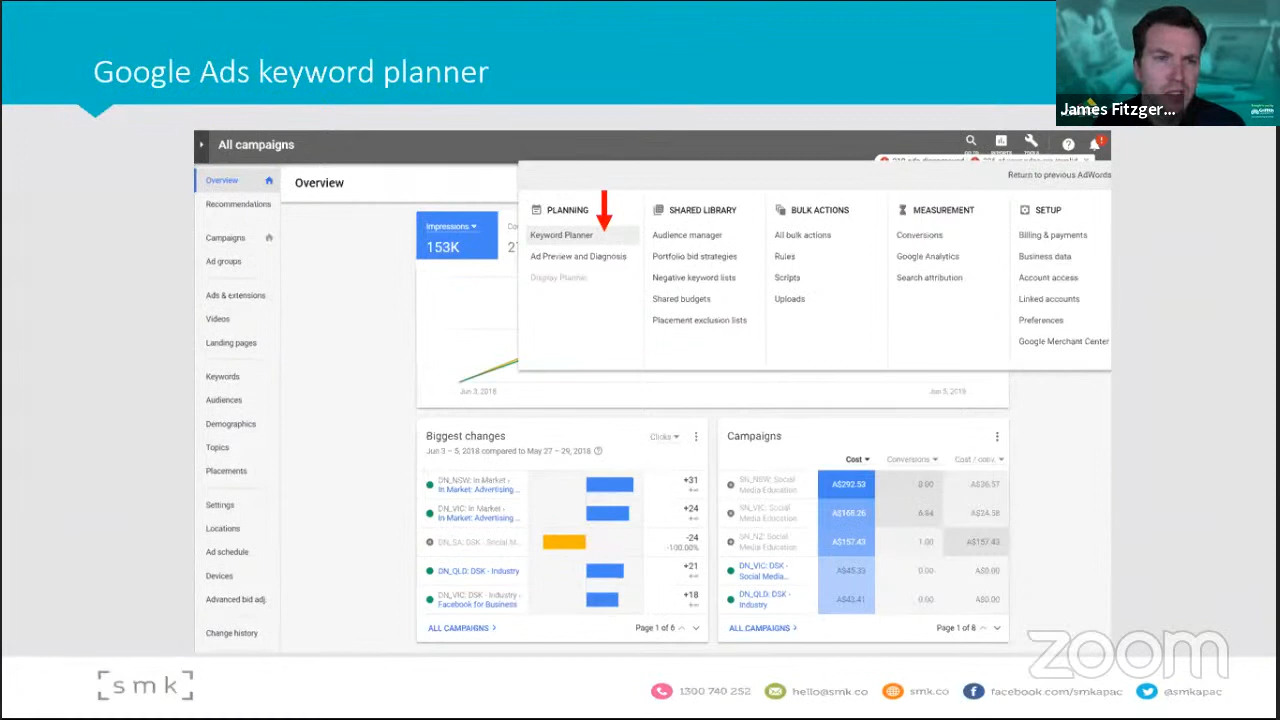 Google Ads keyword planner
James Fitzger...
All campaigns
Return to previous AdWords
Overview
Recommendations
Campaigns
Ad groups
Ads & extensions
Videos
Landing pages
Keywords
Audiences
Demographics
Topics
Placements
Settings
Locations
Ad schedule
Devices
Advanced bid adj.
Change history
Overview
Impressions
153K
PLANNING
Keyword Planner
Ad Preview and Diagnosis
Display Planner
SHARED LIBRARY
Audience manager
Portfolio bid strategies
Negative keyword lists
Shared budgets
Placement exclusion lists
BULK ACTIONS
All bulk actions
Rules
Scripts
Uploads
MEASUREMENT
Conversions
Google Analytics
Search attribution
SETUP
Billing & payments
Business data
Account access
Linked accounts
Preferences
Google Merchant Center
Jun 3, 2018
Jun 5, 2019
Biggest changes
Clicks
Jun 3 – 5, 2018 compared to May 27 – 29, 2018
DN_NSW: In Market -
In Market: Advertising ...
+31
DN_VIC: In Market -
In Market: Advertising ...
+24
DN_SA: DSK - Social M...
-24
-100.00%
DN_QLD: DSK - Industry
+21
DN_VIC: DSK - Industry -
Facebook for Business
+18
ALL CAMPAIGNS
Page 1 of 6
Campaigns
Cost
Conversions
Cost / conv.
SN_NSW: Social
Media Education
A$292.53
0.00
A$36.57
SN_VIC: Social
Media Education
A$168.26
6.94
A$24.58
SN_NZ: Social
Media Education
A$157.43
1.00
A$157.43
DN_VIC: DSK -
Social Media...
A$45.33
0.00
A$0.00
DN_QLD: DSK -
Industry
A$43.41
0.00
A$0.00
ALL CAMPAIGNS
Page 1 of 8
zoom
[smk]
1300 740 252
hello@smk.co
smk.co
facebook.com/smkapac
@smkapac